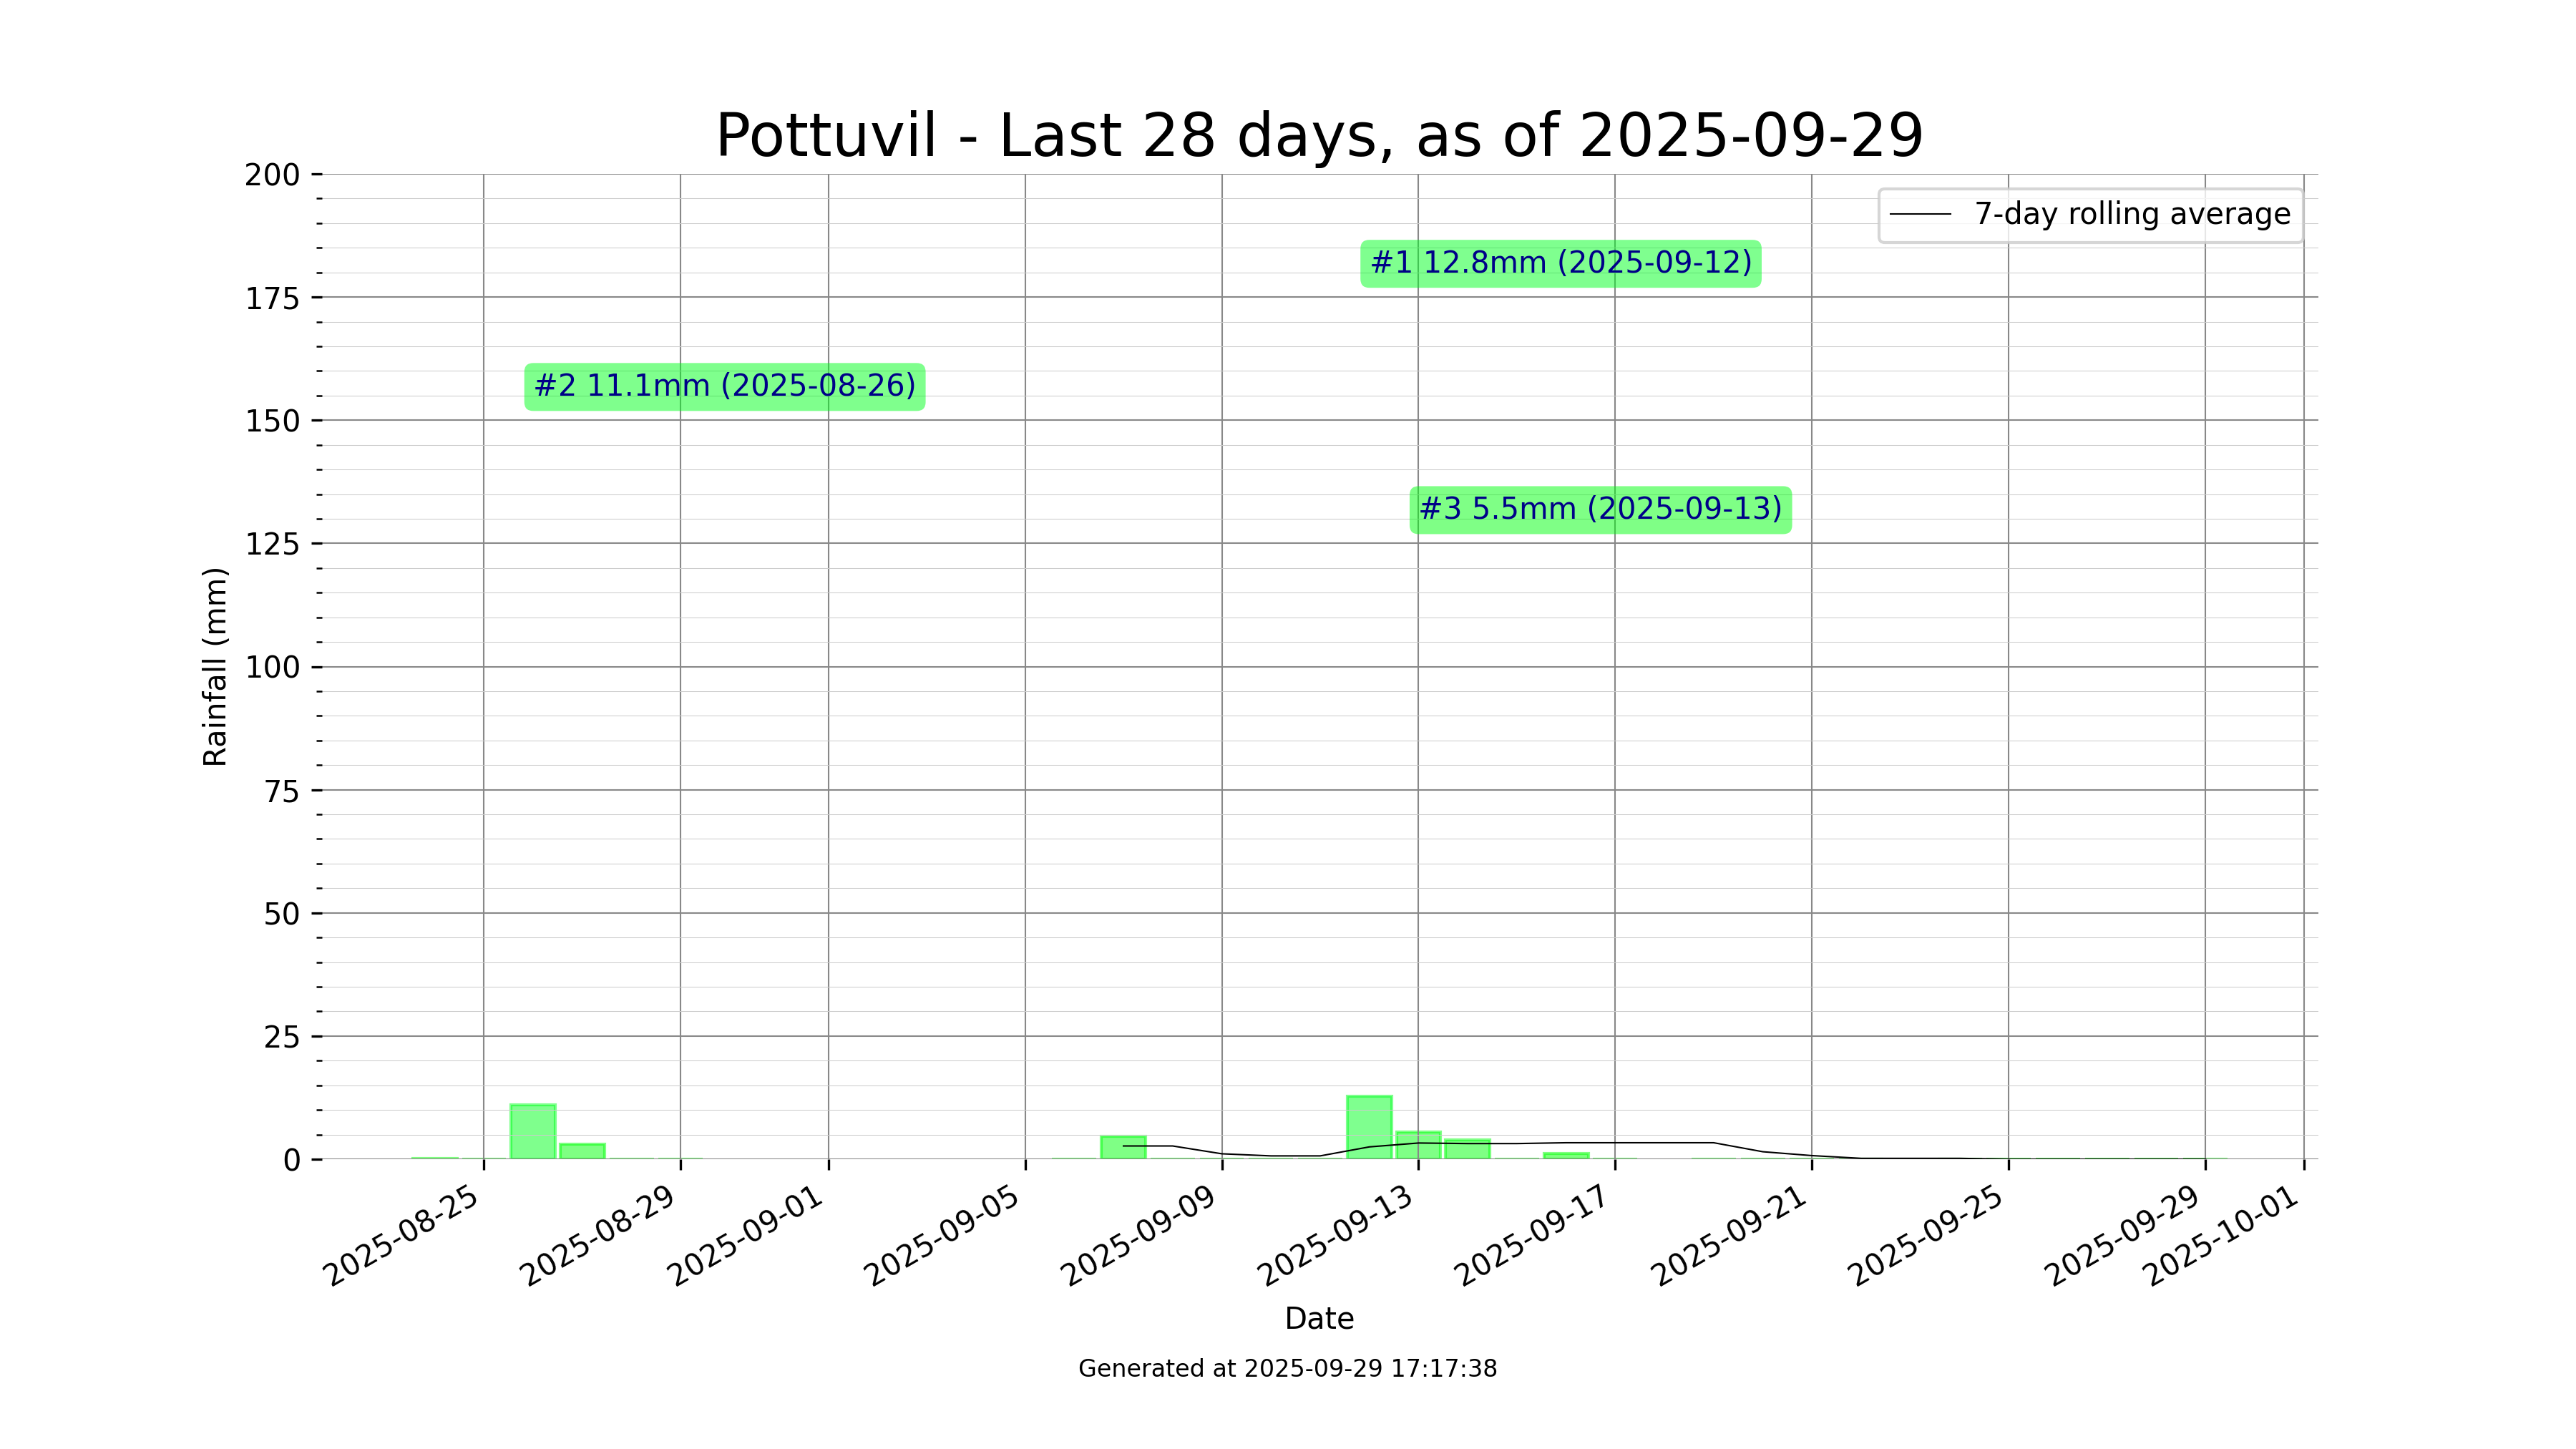 Pottuvil - Last 28 days, as of 2025-09-29
7-day rolling average
#1 12.8mm (2025-09-12)
#2 11.1mm (2025-08-26)
#3 5.5mm (2025-09-13)
Rainfall (mm)
200
175
150
125
100
75
50
25
0
2025-08-25
2025-08-29
2025-09-01
2025-09-05
2025-09-09
2025-09-13
2025-09-17
2025-09-21
2025-09-25
2025-09-29
2025-10-01
Date
Generated at 2025-09-29 17:17:38